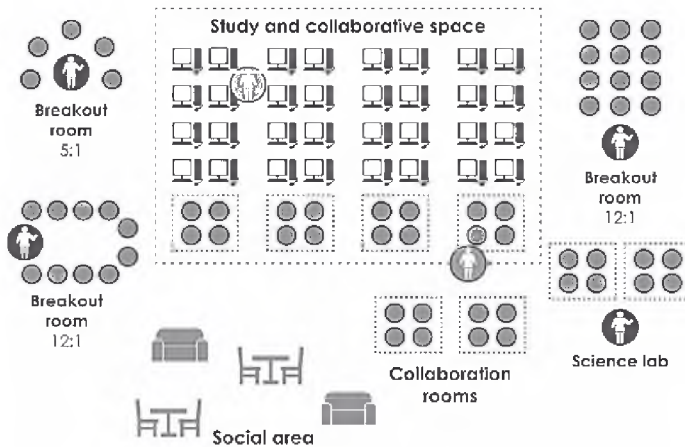 Study and collaborative space
Breakout
room
5:1
Breakout
room
12:1
Breakout
room
12:1
Science lab
Collaboration
rooms
Social area